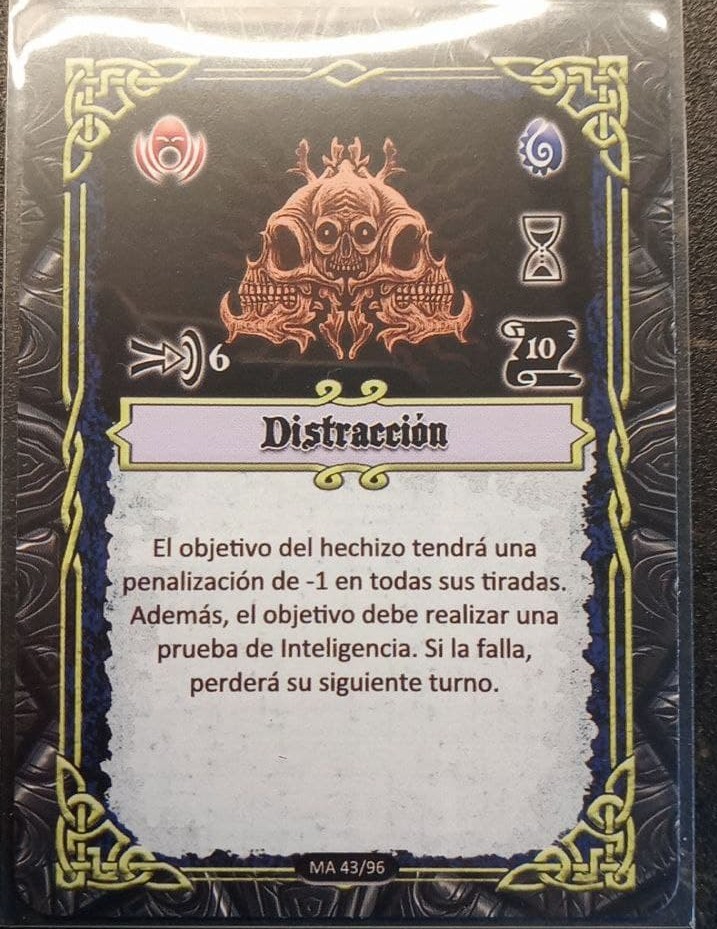 6
10
Distracción
El objetivo del hechizo tendrá una
penalización de -1 en todas sus tiradas.
Además, el objetivo debe realizar una
prueba de Inteligencia. Si la falla,
perderá su siguiente turno.
MA 43/96